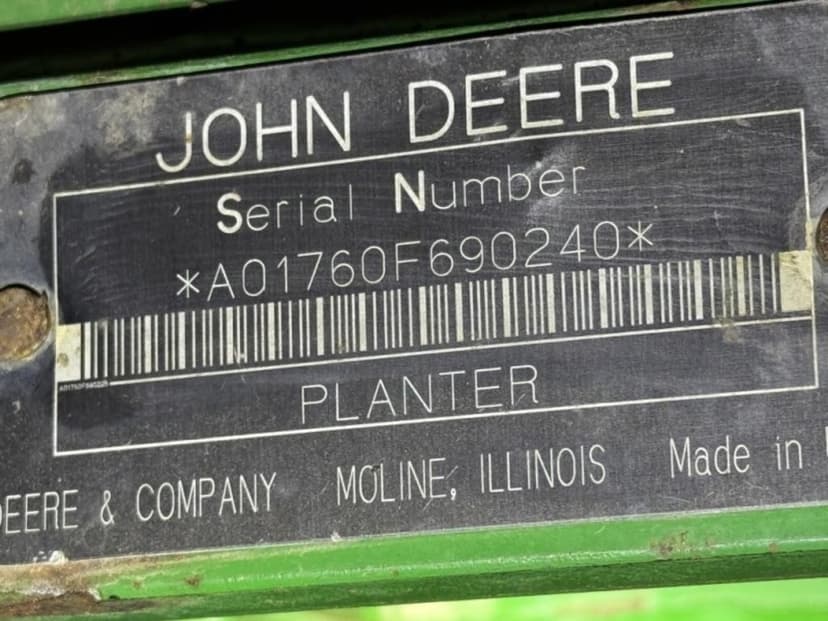 JOHN DEERE
Serial Number
*A01760F690240*
PLANTER
DEERE & COMPANY MOLINE, ILLINOIS Made in